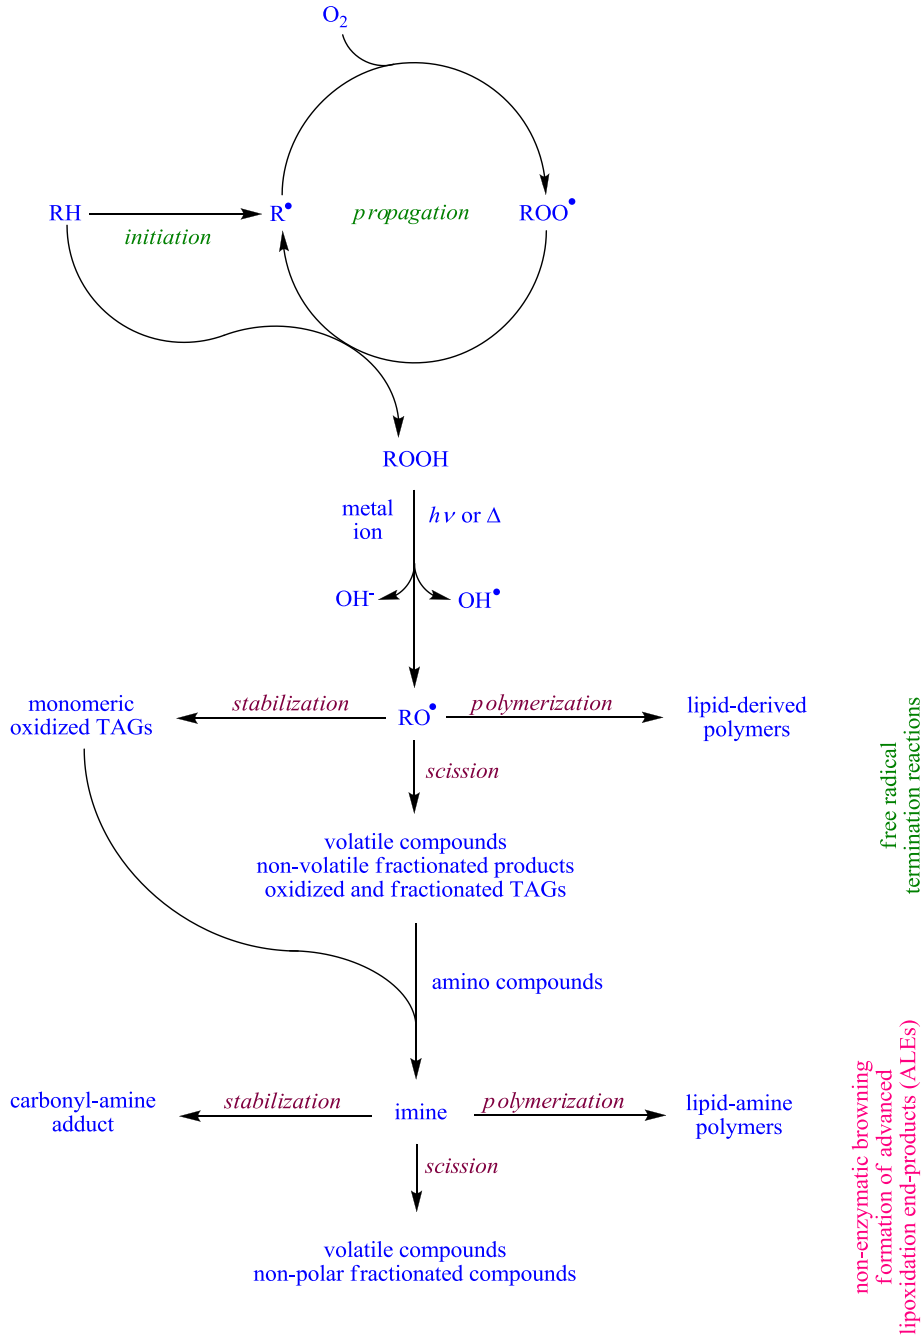 O₂
RH
R•
propagation
ROO•
initiation
ROOH
metal
ion
hν or Δ
OH⁻
OH•
monomeric
oxidized TAGs
stabilization
RO•
polymerization
lipid-derived
polymers
scission
volatile compounds
non-volatile fractionated products
oxidized and fractionated TAGs
free radical
termination reactions
amino compounds
carbonyl-amine
adduct
stabilization
imine
polymerization
lipid-amine
polymers
scission
volatile compounds
non-polar fractionated compounds
non-enzymatic browning
formation of advanced
lipoxidation end-products (ALEs)